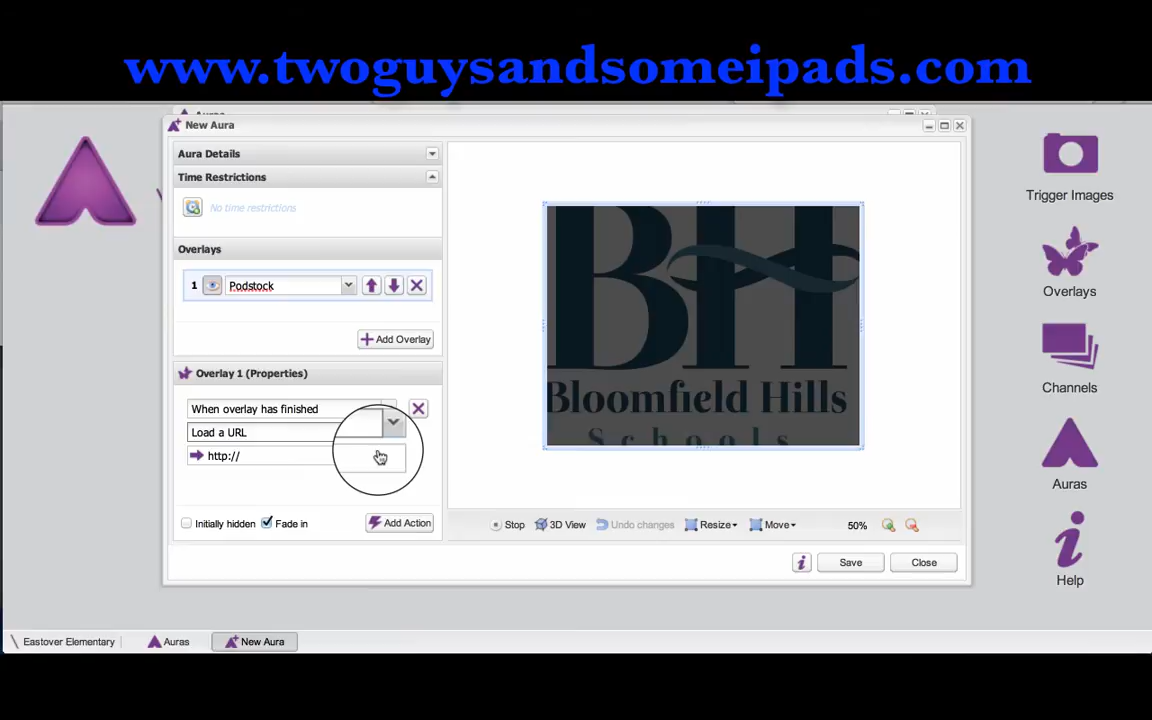 www.twoguysandsomeipads.com
New Aura
Aura Details
Time Restrictions
No time restrictions
Overlays
1 Podstock
Add Overlay
Overlay 1 (Properties)
When overlay has finished
Load a URL
http://
Initially hidden Fade in Add Action
BH
Bloomfield Hills
Schools
Stop 3D View Undo changes Resize Move 50%
Save Close
Trigger Images
Overlays
Channels
Auras
Help
Eastover Elementary Auras New Aura